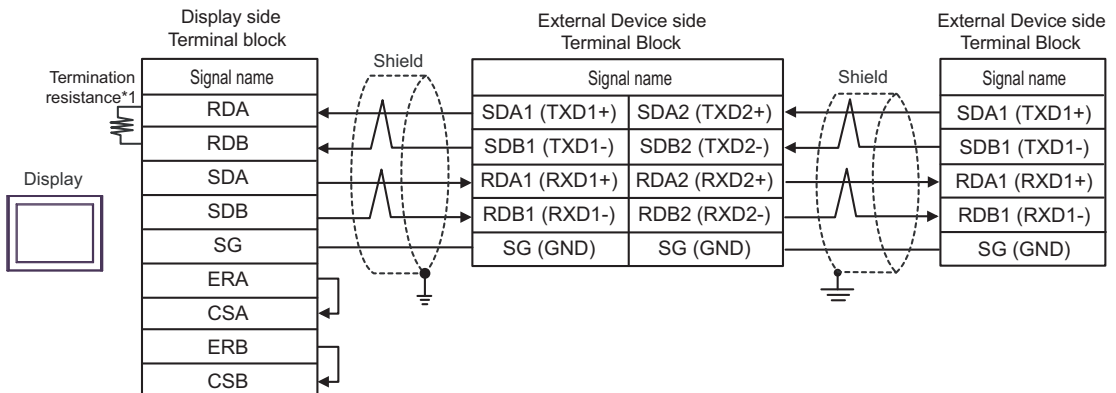 Display side
Terminal block
External Device side
Terminal Block
External Device side
Terminal Block
Termination
resistance*1
Shield
Shield
Display
Signal name
RDA
RDB
SDA
SDB
SG
ERA
CSA
ERB
CSB
Signal name
SDA1 (TXD1+) SDA2 (TXD2+)
SDB1 (TXD1-) SDB2 (TXD2-)
RDA1 (RXD1+) RDA2 (RXD2+)
RDB1 (RXD1-) RDB2 (RXD2-)
SG (GND) SG (GND)
Signal name
SDA1 (TXD1+)
SDB1 (TXD1-)
RDA1 (RXD1+)
RDB1 (RXD1-)
SG (GND)